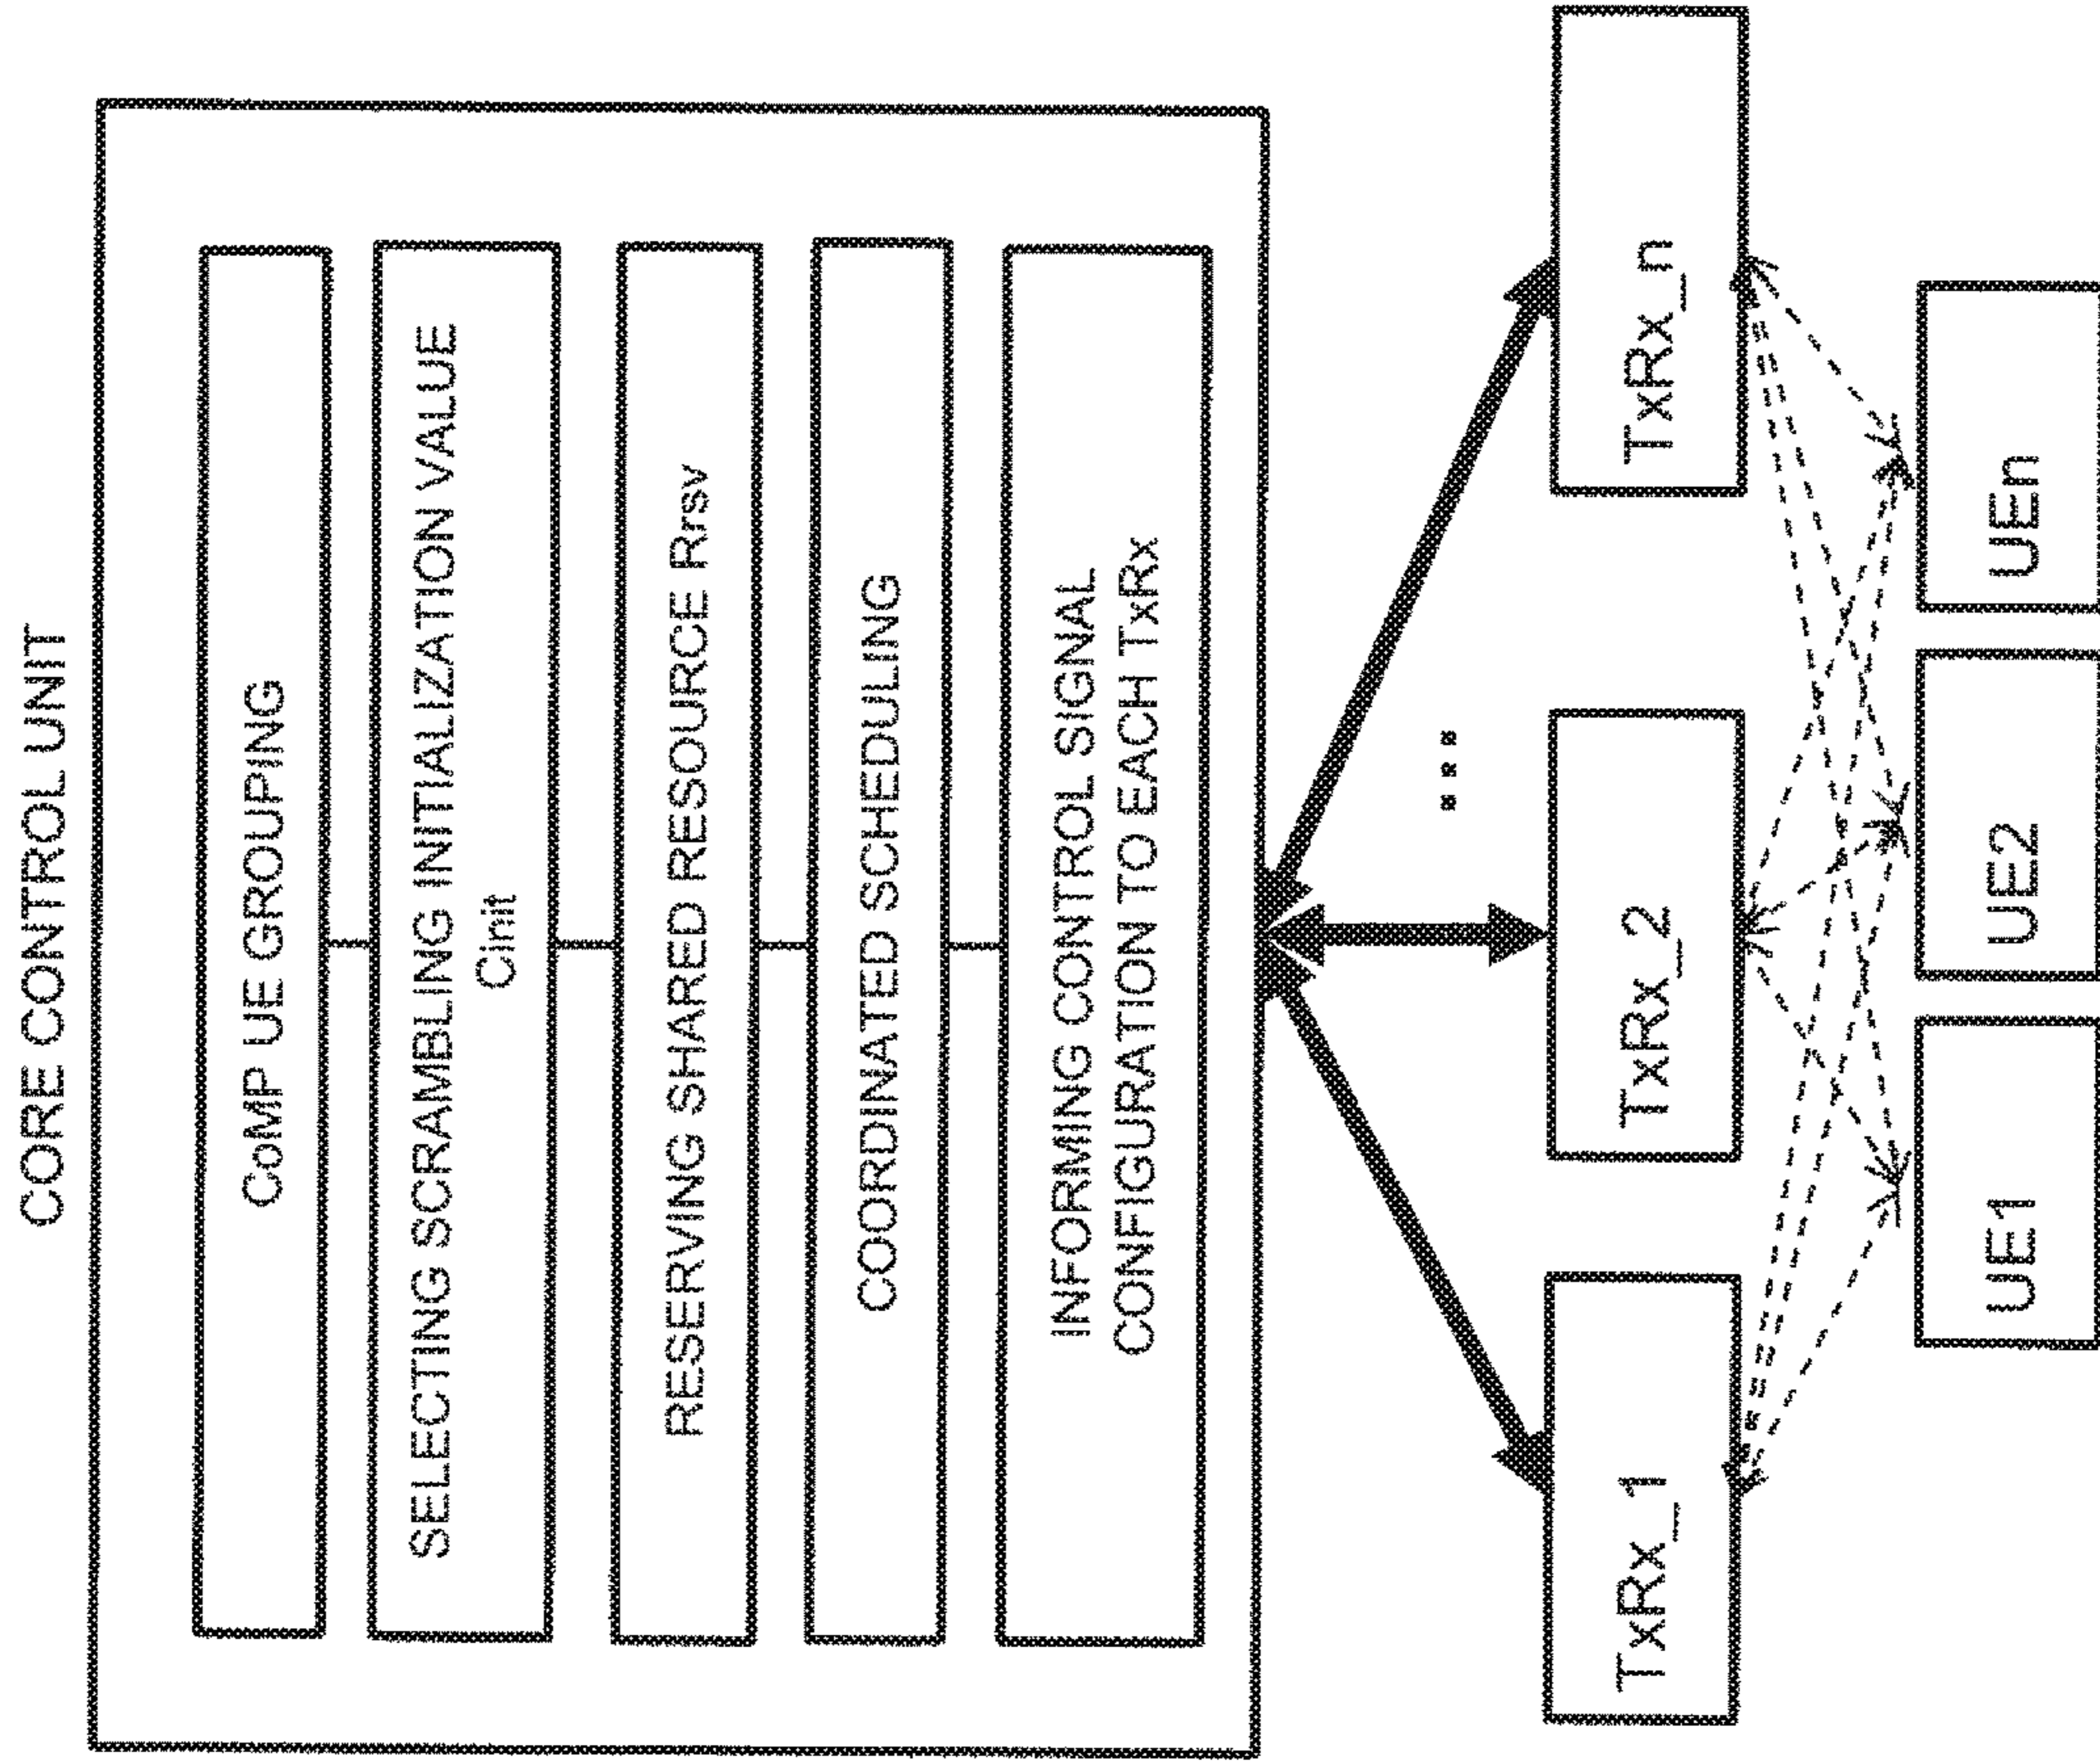 CORE CONTROL UNIT
CoMP UE GROUPING
SELECTING SCRAMBLING INITIALIZATION VALUE
Cinit
RESERVING SHARED RESOURCE Rrsv
COORDINATED SCHEDULING
INFORMING CONTROL SIGNAL
CONFIGURATION TO EACH TxRx
TxRx_1
TxRx_2
...
TxRx_n
UE1
UE2
UEn